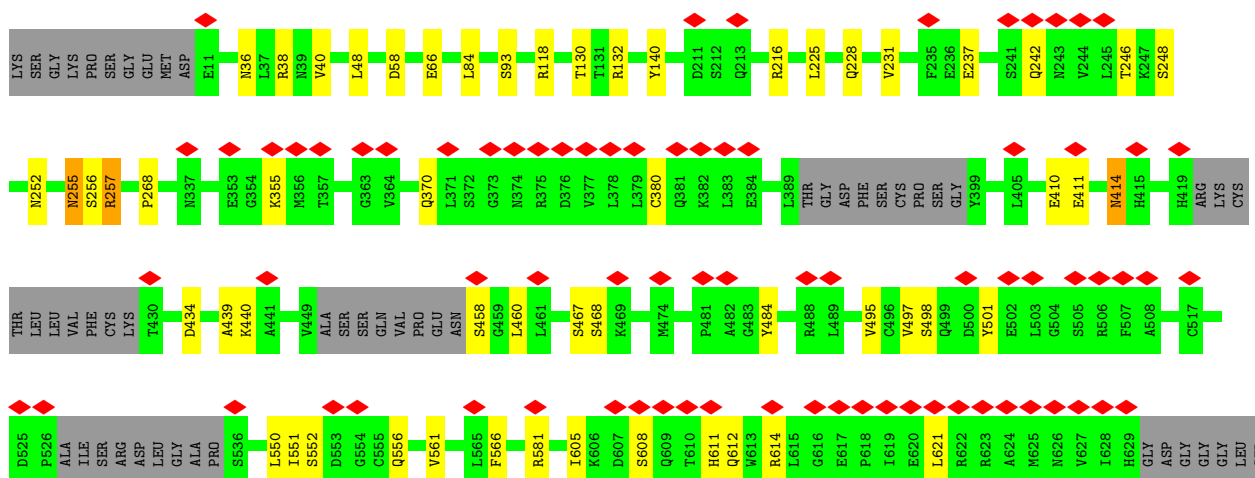 LYS SER GLY LYS PRO SER GLY GLU MET ASP E11 N36 L37 R38 N39 V40 L48 D58 E66 L84 S93 R118 T130 T131 R132 Y140 D211 S212 Q213 R216 L225 Q228 V231 F235 E236 E237 S241 Q242 N243 V244 L245 T246 K247 S248
N252 N255 S256 R257 P268 N337 E353 G354 K355 M356 T357 G363 V364 Q370 L371 S372 G373 N374 R375 D376 V377 L378 L379 C380 Q381 K382 L383 E384 L389 THR GLY ASP PHE SER CYS PRO SER GLY Y399 L405 E410 E411 N414 H415 H419 ARG LYS CYS
THR LEU LEU VAL PHE CYS LYS T430 D434 A439 K440 A441 V449 ALA SER SER GLN VAL PRO GLU ASN S458 G459 L460 L461 S467 S468 K469 M474 P481 A482 G483 Y484 R488 L489 V495 C496 V497 S498 Q499 D500 Y501 E502 L503 G504 S505 R506 F507 A508 C517
D525 P526 ALA ILE SER ARG ASP LEU GLY ALA PRO S536 L550 I551 S552 D553 G554 C555 Q556 V561 L565 F566 R581 I605 K606 D607 S608 Q609 T610 H611 Q612 W613 R614 L615 G616 E617 P618 I619 E620 L621 R622 R623 A624 M625 N626 V627 I628 H629 GLY ASP GLY GLY GLY LEU